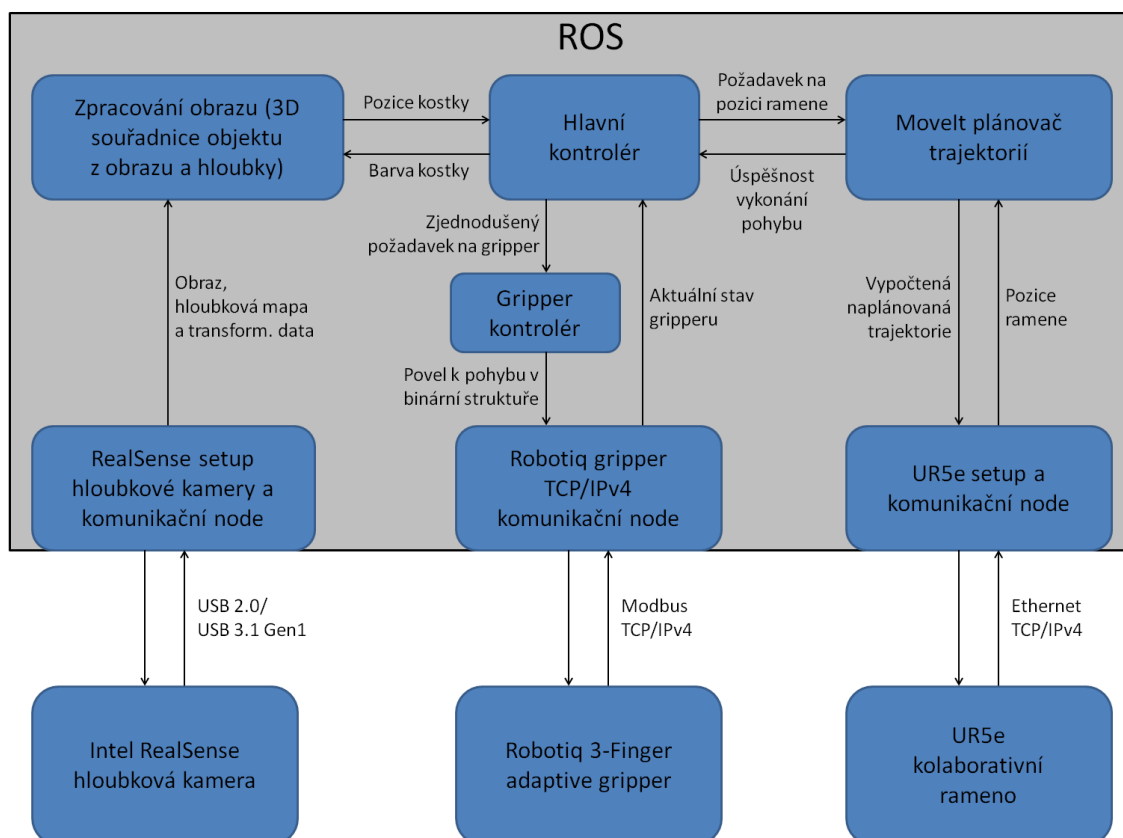 ROS
Zpracování obrazu (3D
souřadnice objektu
z obrazu a hloubky)
Pozice kostky
Barva kostky
Hlavní
kontrolér
Požadavek na
pozici ramene
Úspěšnost
vykonání
pohybu
MoveIt plánovač
trajektorií
Zjednodušený
požadavek na gripper
Obraz,
hloubková mapa
a transform. data
Gripper
kontrolér
Aktuální stav
gripperu
Vypočtená
naplánovaná
trajektorie
Pozice
ramene
Povel k pohybu v
binární struktuře
RealSense setup
hloubkové kamery a
komunikační node
Robotiq gripper
TCP/IPv4
komunikační node
UR5e setup a
komunikační node
USB 2.0/
USB 3.1 Gen1
Modbus
TCP/IPv4
Ethernet
TCP/IPv4
Intel RealSense
hloubková kamera
Robotiq 3-Finger
adaptive gripper
UR5e
kolaborativní
rameno